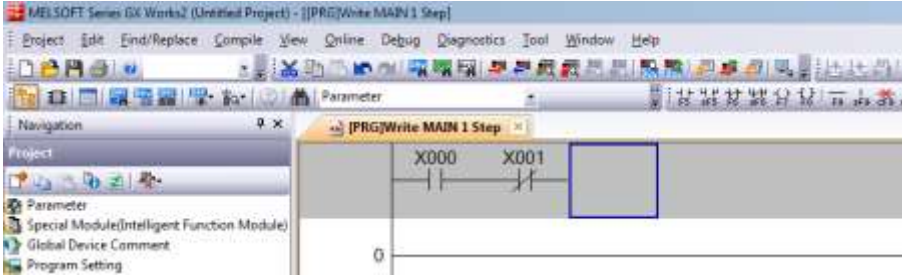 MELSOFT Series GX Works2 (Untitled Project) - [[PRG]Write MAIN 1 Step]
Project Edit Find/Replace Compile View Online Debug Diagnostics Tool Window Help
Parameter
Navigation
[PRG]Write MAIN 1 Step
Project
X000 X001
Parameter
Special Module(Intelligent Function Module)
Global Device Comment
0
Program Setting